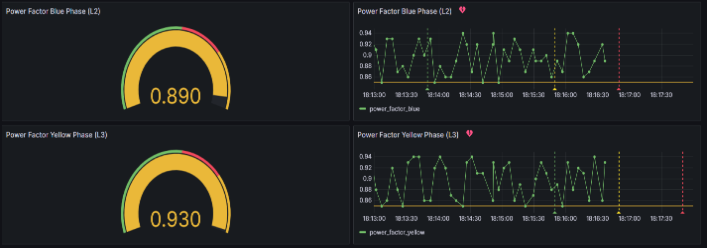 Power Factor Blue Phase (L2)
0.890
Power Factor Blue Phase (L2)
0.94
0.92
0.9
0.88
0.86
18:13:00 18:13:30 18:14:00 18:14:30 18:15:00 18:15:30 18:16:00 18:16:30 18:17:00 18:17:30
power_factor_blue
Power Factor Yellow Phase (L3)
0.930
Power Factor Yellow Phase (L3)
0.94
0.92
0.9
0.88
0.86
18:13:00 18:13:30 18:14:00 18:14:30 18:15:00 18:15:30 18:16:00 18:16:30 18:17:00 18:17:30
power_factor_yellow